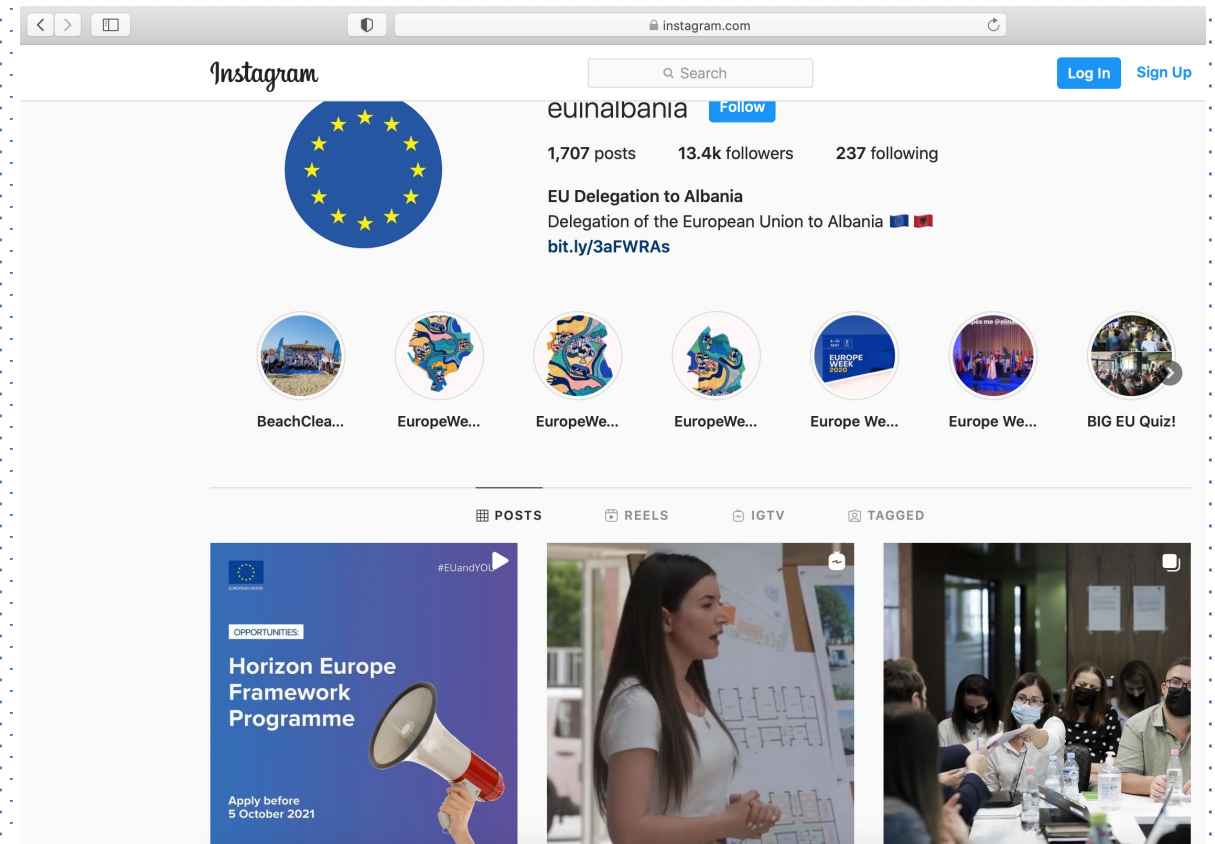 instagram.com
Instagram
Search
Log In
Sign Up
euinalbania
Follow
1,707 posts 13.4k followers 237 following
EU Delegation to Albania
Delegation of the European Union to Albania
bit.ly/3aFWRAs
EUROPE
WEEK
2020
BeachClea...
EuropeWe...
EuropeWe...
EuropeWe...
Europe We...
Europe We...
BIG EU Quiz!
POSTS
REELS
IGTV
TAGGED
EUROPEAN UNION
#EUandYOU
OPPORTUNITIES:
Horizon Europe
Framework
Programme
Apply before
5 October 2021